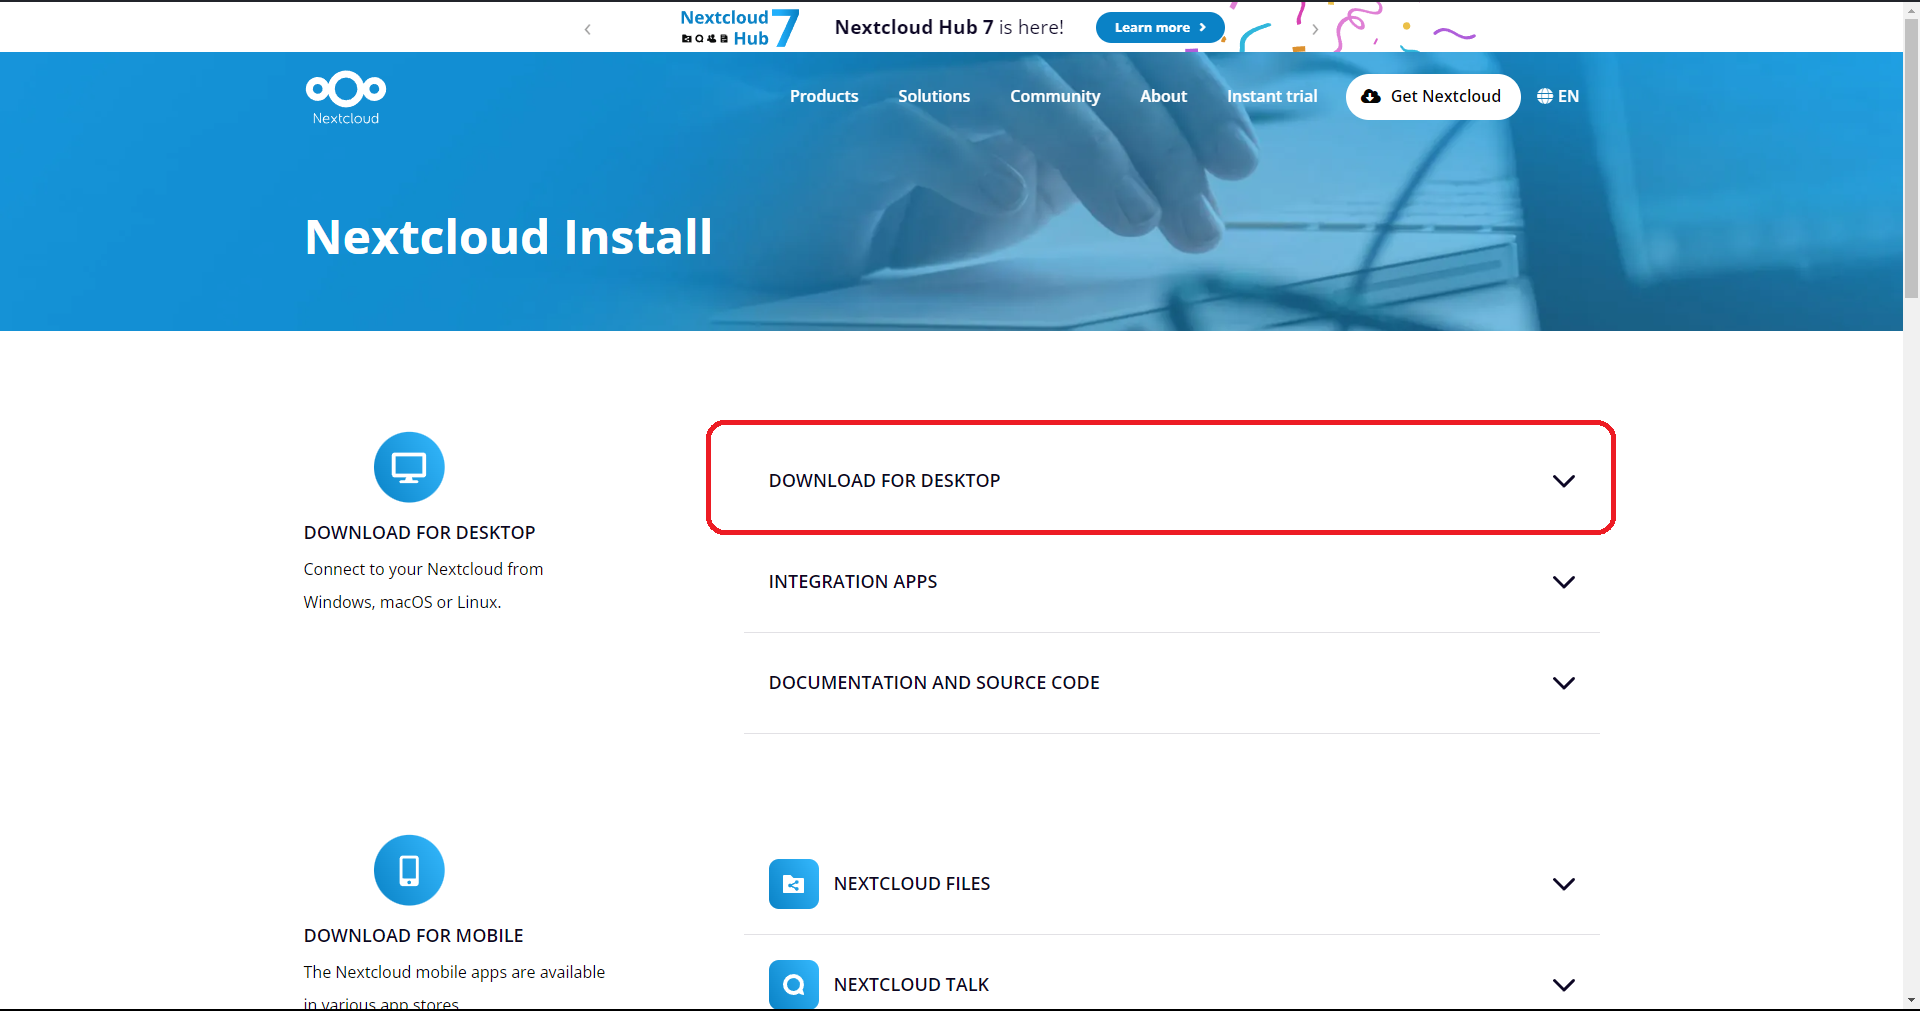 Nextcloud
Hub 7
Nextcloud Hub 7 is here!
Learn more
Nextcloud
Products
Solutions
Community
About
Instant trial
Get Nextcloud
EN
Nextcloud Install
DOWNLOAD FOR DESKTOP
Connect to your Nextcloud from
Windows, macOS or Linux.
DOWNLOAD FOR DESKTOP
INTEGRATION APPS
DOCUMENTATION AND SOURCE CODE
DOWNLOAD FOR MOBILE
The Nextcloud mobile apps are available
in various app stores
NEXTCLOUD FILES
NEXTCLOUD TALK